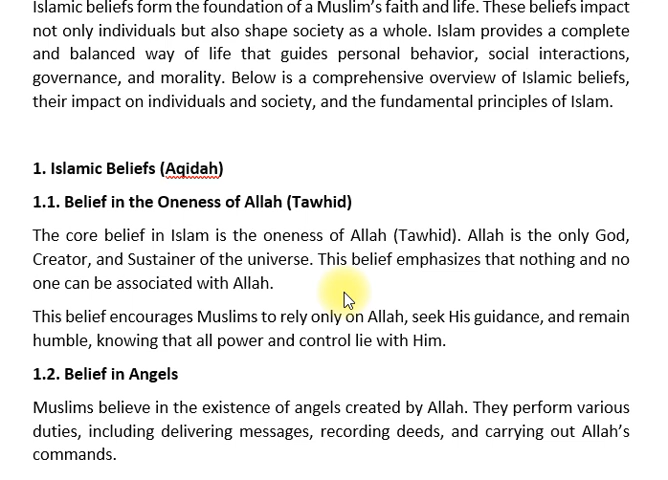 Islamic beliefs form the foundation of a Muslim's faith and life. These beliefs impact
not only individuals but also shape society as a whole. Islam provides a complete
and balanced way of life that guides personal behavior, social interactions,
governance, and morality. Below is a comprehensive overview of Islamic beliefs,
their impact on individuals and society, and the fundamental principles of Islam.
1. Islamic Beliefs (Aqidah)
1.1. Belief in the Oneness of Allah (Tawhid)
The core belief in Islam is the oneness of Allah (Tawhid). Allah is the only God,
Creator, and Sustainer of the universe. This belief emphasizes that nothing and no
one can be associated with Allah.
This belief encourages Muslims to rely only on Allah, seek His guidance, and remain
humble, knowing that all power and control lie with Him.
1.2. Belief in Angels
Muslims believe in the existence of angels created by Allah. They perform various
duties, including delivering messages, recording deeds, and carrying out Allah's
commands.